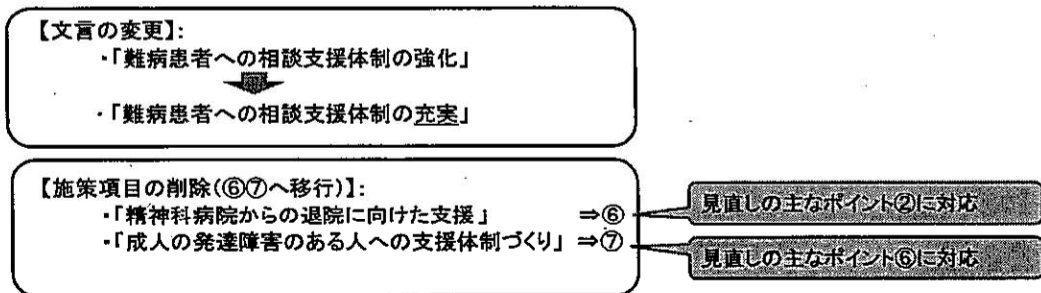 【文言の変更】:
・「難病患者への相談支援体制の強化」
・「難病患者への相談支援体制の充実」
【施策項目の削除(⑥⑦へ移行)】:
・「精神科病院からの退院に向けた支援」 ⇒⑥
見直しの主なポイント②に対応
・「成人の発達障害のある人への支援体制づくり」 ⇒⑦
見直しの主なポイント⑥に対応